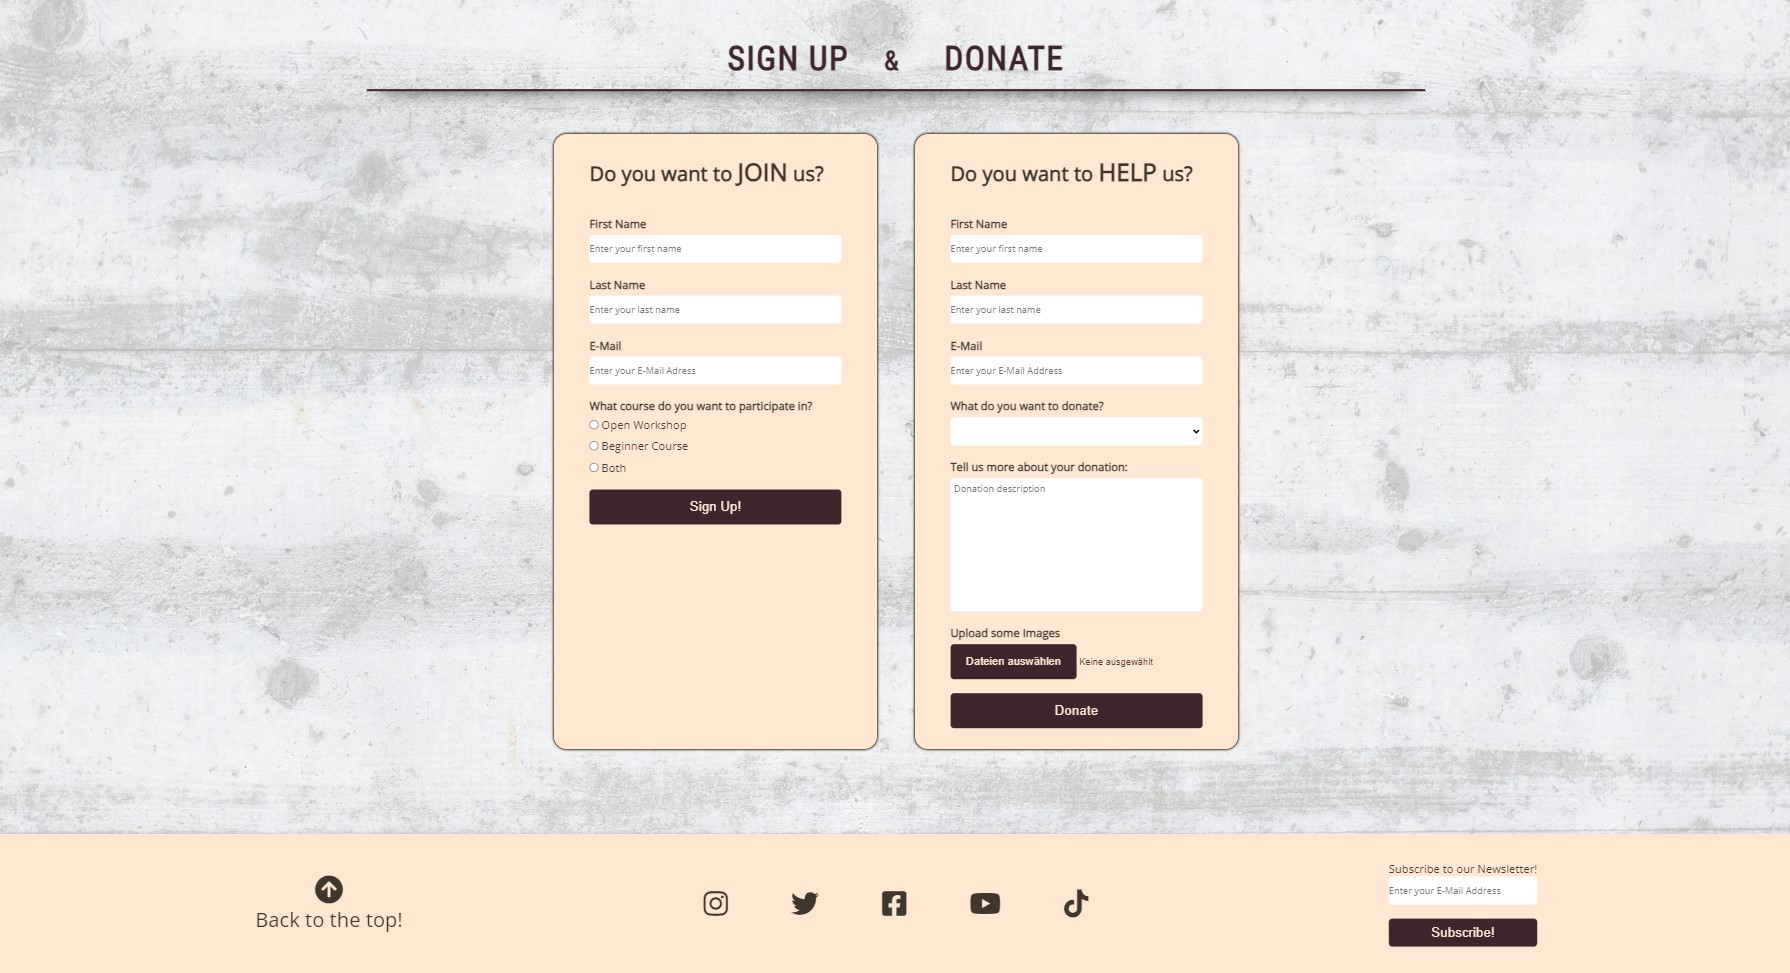 SIGN UP & DONATE
Do you want to JOIN us?
First Name
Enter your first name
Last Name
Enter your last name
E-Mail
Enter your E-Mail Adress
What course do you want to participate in?
Open Workshop
Beginner Course
Both
Sign Up!
Do you want to HELP us?
First Name
Enter your first name
Last Name
Enter your last name
E-Mail
Enter your E-Mail Address
What do you want to donate?
Tell us more about your donation:
Donation description
Upload some Images
Dateien auswählen Keine ausgewählt
Donate
Back to the top!
Subscribe to our Newsletter!
Enter your E-Mail Address
Subscribe!